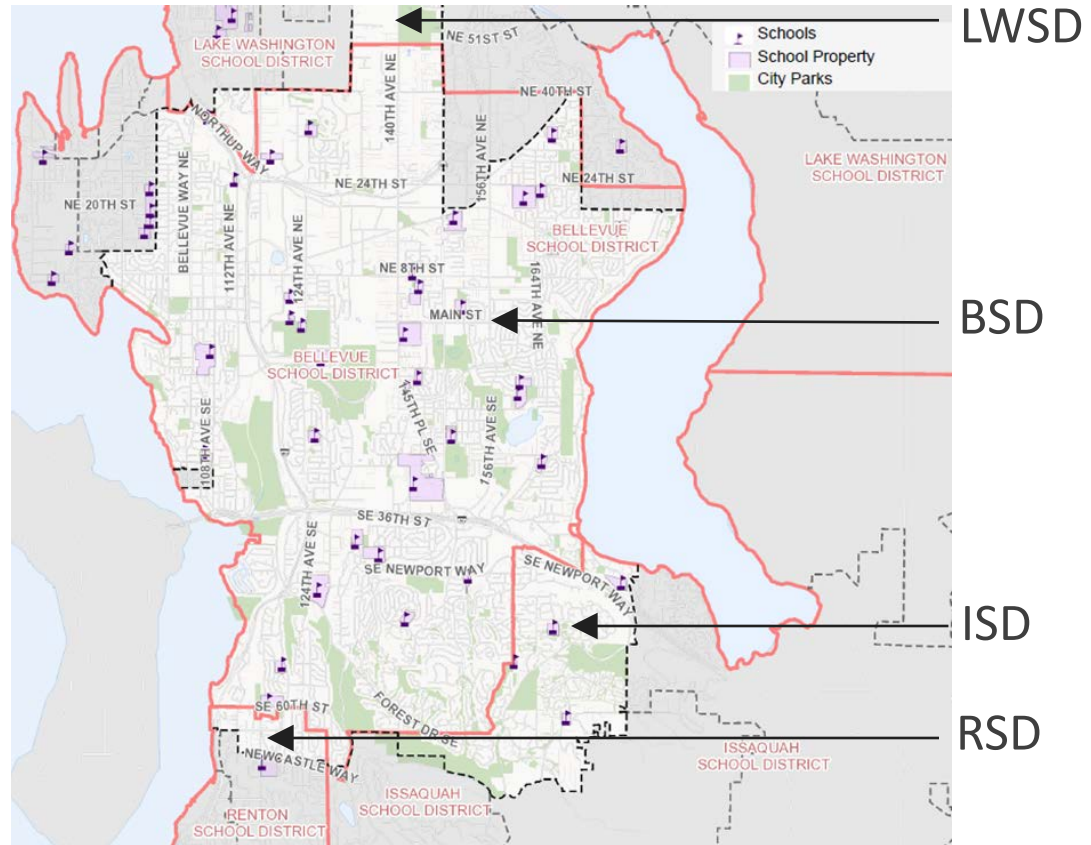 LWSD
NE 51ST ST
Schools
School Property
City Parks
LAKE WASHINGTON
SCHOOL DISTRICT
140TH AVE NE
NE 40TH ST
NORTHUP WAY
156TH AVE NE
LAKE WASHINGTON
SCHOOL DISTRICT
NE 24TH ST
NE 24TH ST
NE 20TH ST
BELLEVUE WAY NE
112TH AVE NE
124TH AVE NE
BELLEVUE
SCHOOL DISTRICT
NE 8TH ST
164TH AVE NE
MAIN ST
BSD
BELLEVUE
SCHOOL DISTRICT
145TH PL SE
108TH AVE SE
156TH AVE SE
SE 36TH ST
124TH AVE SE
SE NEWPORT WAY
SE NEWPORT WAY
ISD
SE 60TH ST
FOREST DR SE
RSD
NEWCASTLE WAY
ISSAQUAH
SCHOOL DISTRICT
ISSAQUAH
SCHOOL DISTRICT
RENTON
SCHOOL DISTRICT